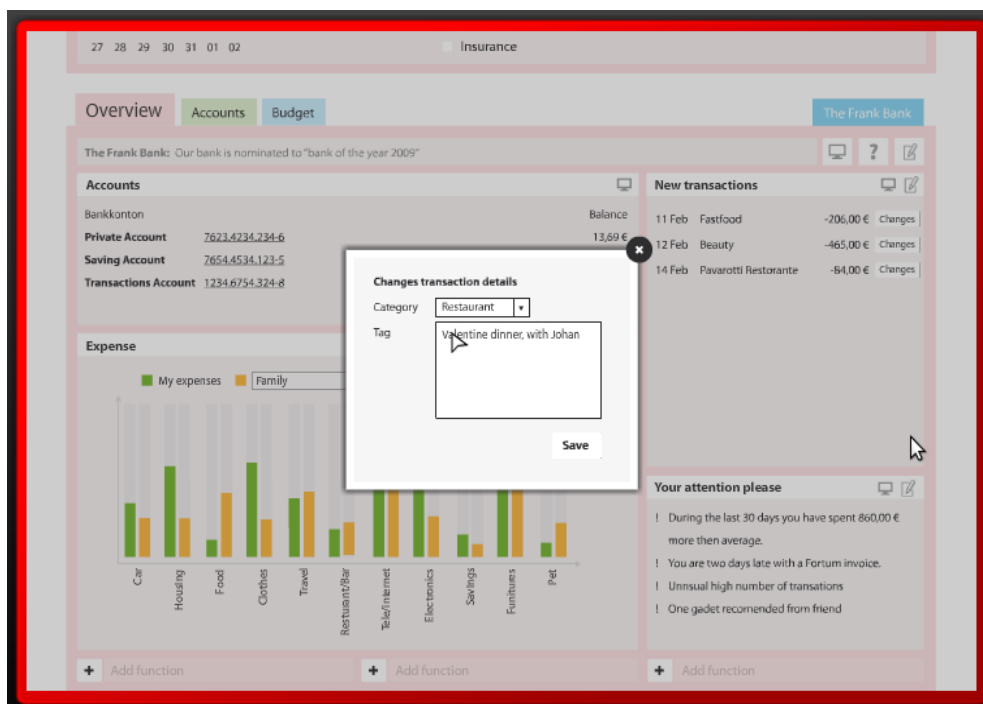 27 28 29 30 31 01 02
Insurance
Overview
Accounts
Budget
The Frank Bank
The Frank Bank: Our bank is nominated to "bank of the year 2009"
?
Accounts
Bankkonton Balance
Private Account 7623.4234.234-6 13,69 €
Saving Account 7654.4534.123-5
Transactions Account 1234.6754.324-8
New transactions
11 Feb Fastfood -206,00 € Changes
12 Feb Beauty -465,00 € Changes
14 Feb Pavarotti Restorante -64,00 € Changes
Changes transaction details
Category Restaurant
Tag Valentine dinner, with Johan
Save
Expense
My expenses Family
Car
Housing
Food
Clothes
Travel
Resturant/Bar
Tele/internet
Electronics
Savings
Funitures
Pet
Your attention please
! During the last 30 days you have spent 860,00 €
more then average.
! You are two days late with a Fortum invoice.
! Unnsual high number of transations
! One gadet recomended from friend
+ Add function
+ Add function
+ Add function